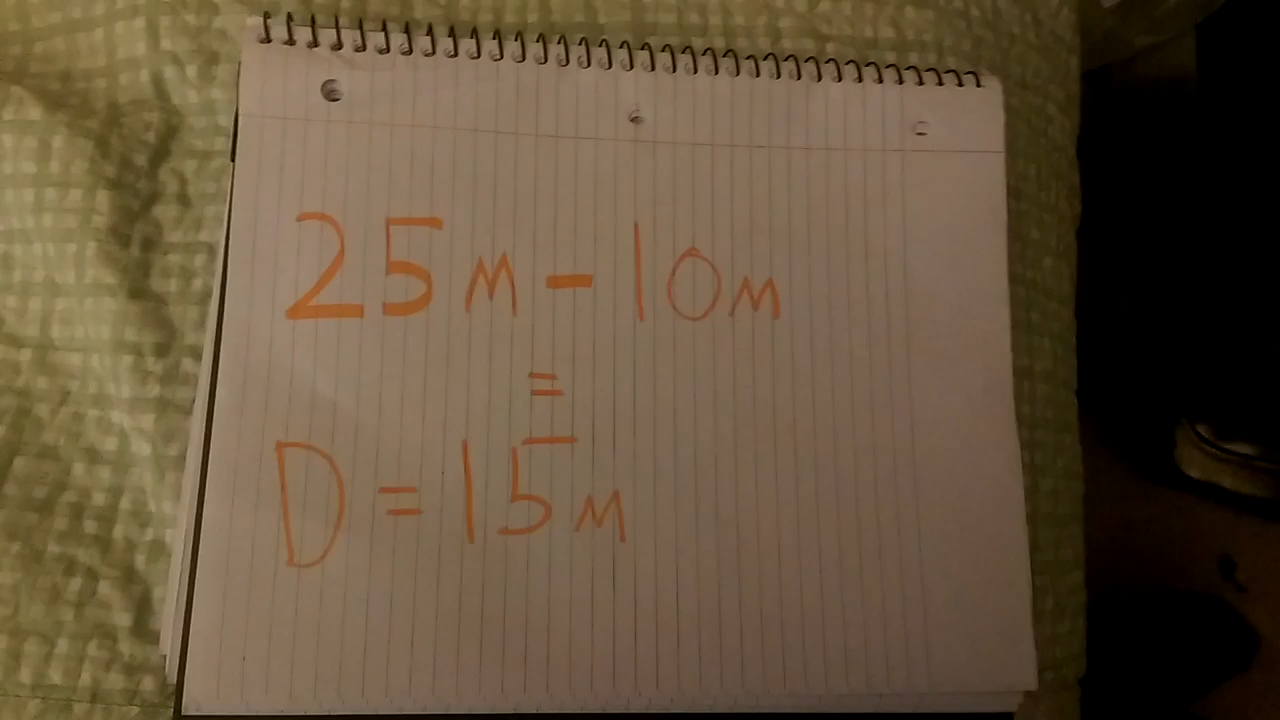 25m - 10m
=
D = 15m